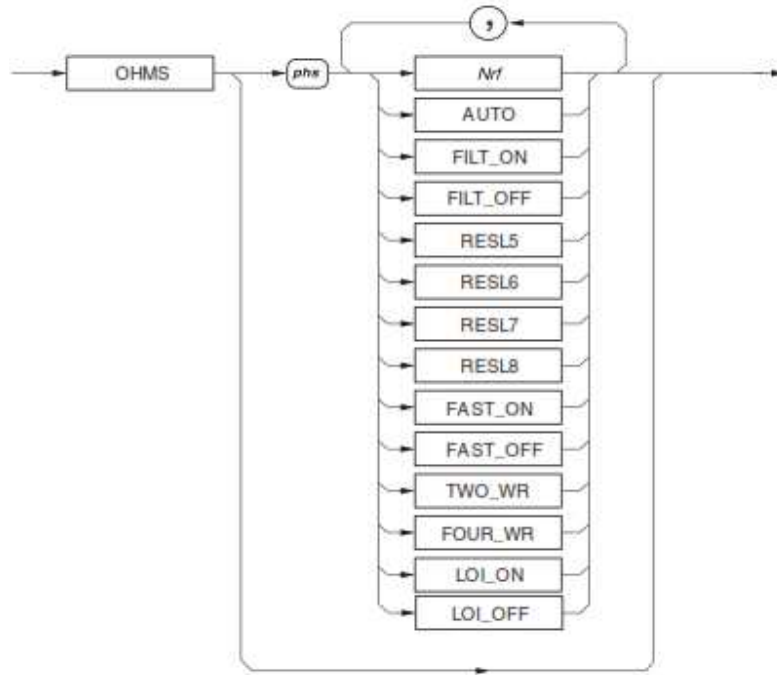 ,
OHMS
phs
Nrf
AUTO
FILT_ON
FILT_OFF
RESL5
RESL6
RESL7
RESL8
FAST_ON
FAST_OFF
TWO_WR
FOUR_WR
LOI_ON
LOI_OFF